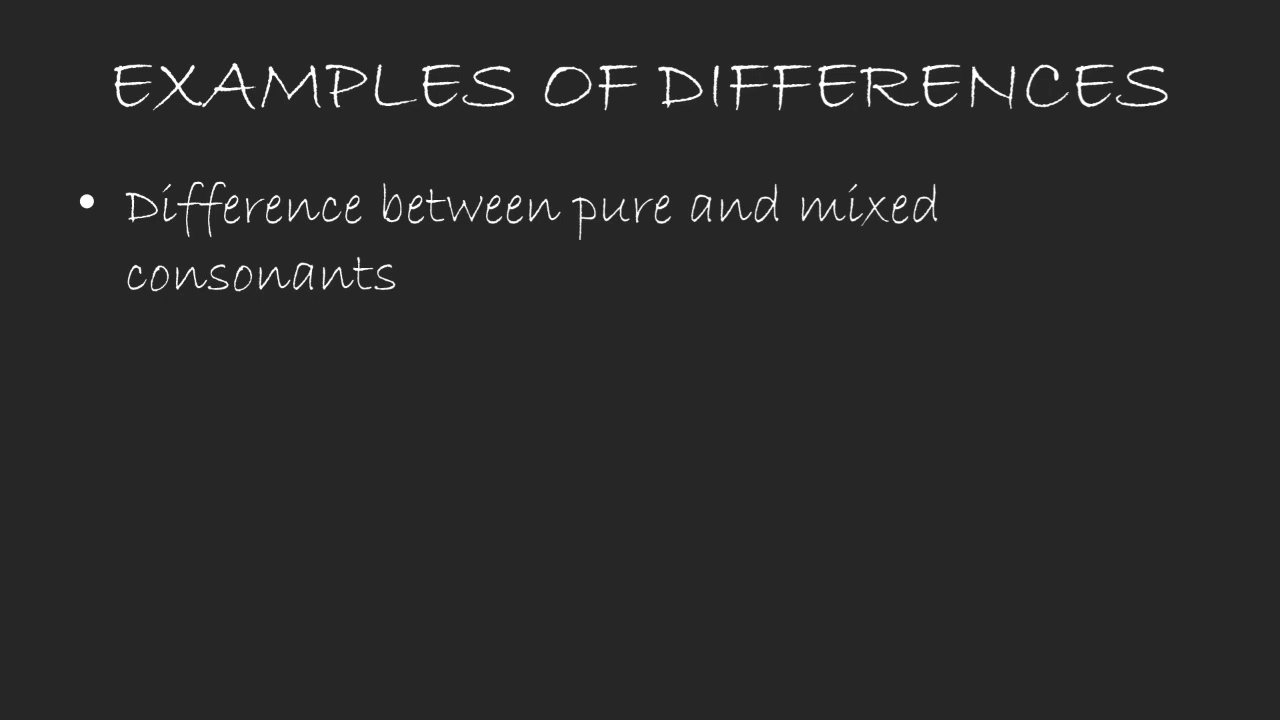 EXAMPLES OF DIFFERENCES
• Difference between pure and mixed
consonants